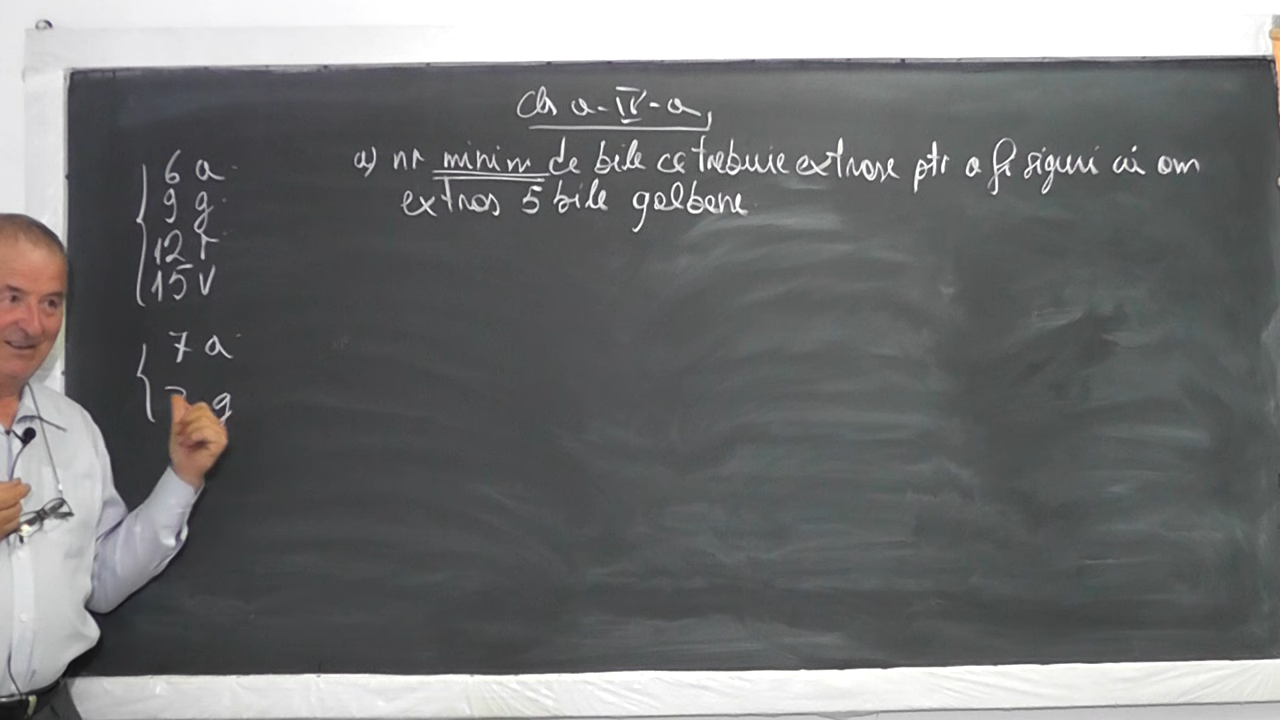 cls a-IV-a,
6 a
9 g
12 r
15 v
7 a
g
a) nr minim de bile ce trebuie extrase ptr a fi siguri că am
extras 5 bile galbene.